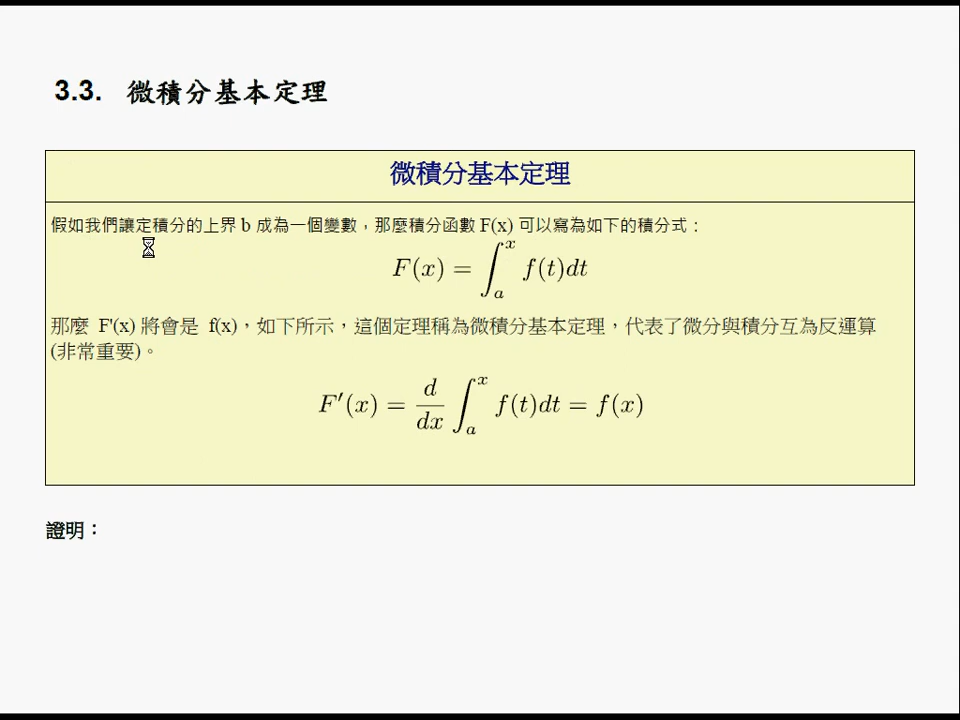 3.3. 微積分基本定理
微積分基本定理
假如我們讓定積分的上界 b 成為一個變數，那麼積分函數 F(x) 可以寫為如下的積分式：
F(x) = ∫_a^x f(t)dt
那麼 F'(x) 將會是 f(x)，如下所示，這個定理稱為微積分基本定理，代表了微分與積分互為反運算
(非常重要)。
F′(x) = d/dx ∫_a^x f(t)dt = f(x)
證明：